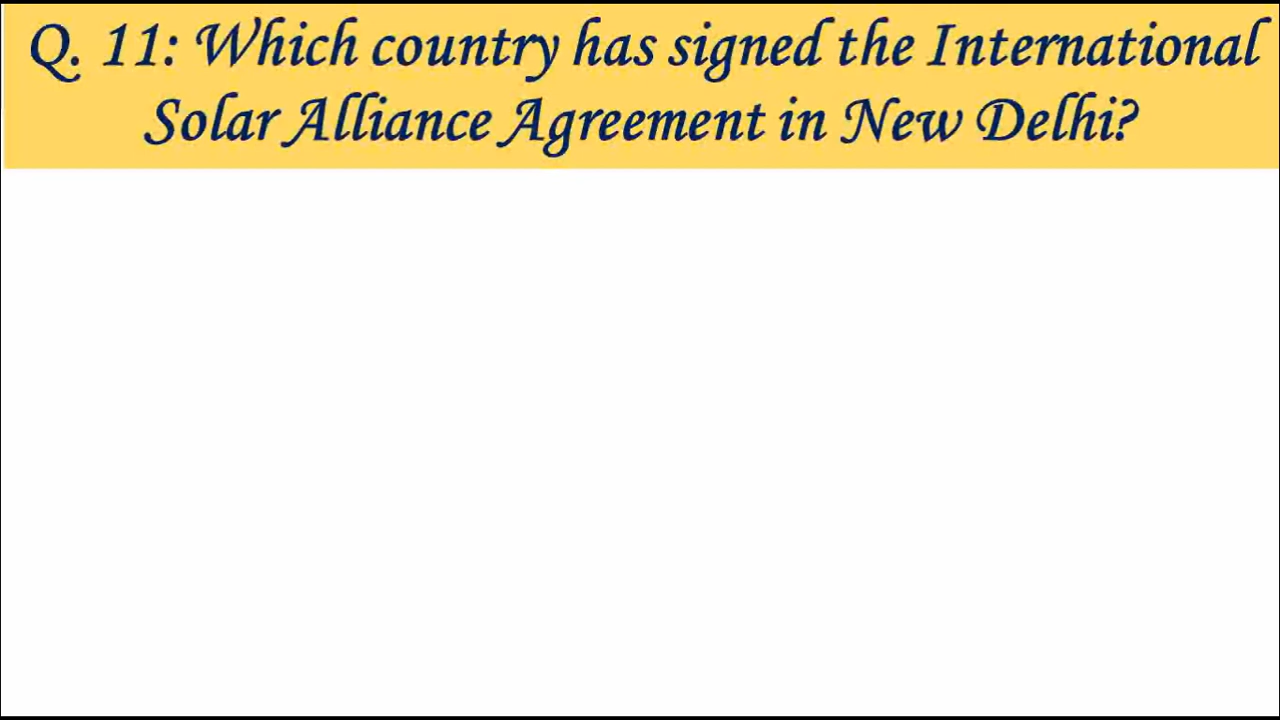 Q. 11: Which country has signed the International
Solar Alliance Agreement in New Delhi?